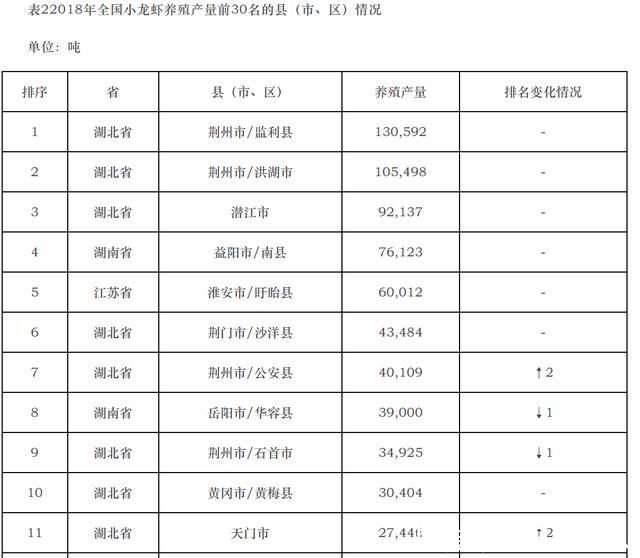 表22018年全国小龙虾养殖产量前30名的县（市、区）情况
单位：吨
排序 省 县（市、区） 养殖产量 排名变化情况
1 湖北省 荆州市/监利县 130,592 -
2 湖北省 荆州市/洪湖市 105,498 -
3 湖北省 潜江市 92,137 -
4 湖南省 益阳市/南县 76,123 -
5 江苏省 淮安市/盱眙县 60,012 -
6 湖北省 荆门市/沙洋县 43,484 -
7 湖北省 荆州市/公安县 40,109 ↑2
8 湖南省 岳阳市/华容县 39,000 ↓1
9 湖北省 荆州市/石首市 34,925 ↓1
10 湖北省 黄冈市/黄梅县 30,404 -
11 湖北省 天门市 ↑2